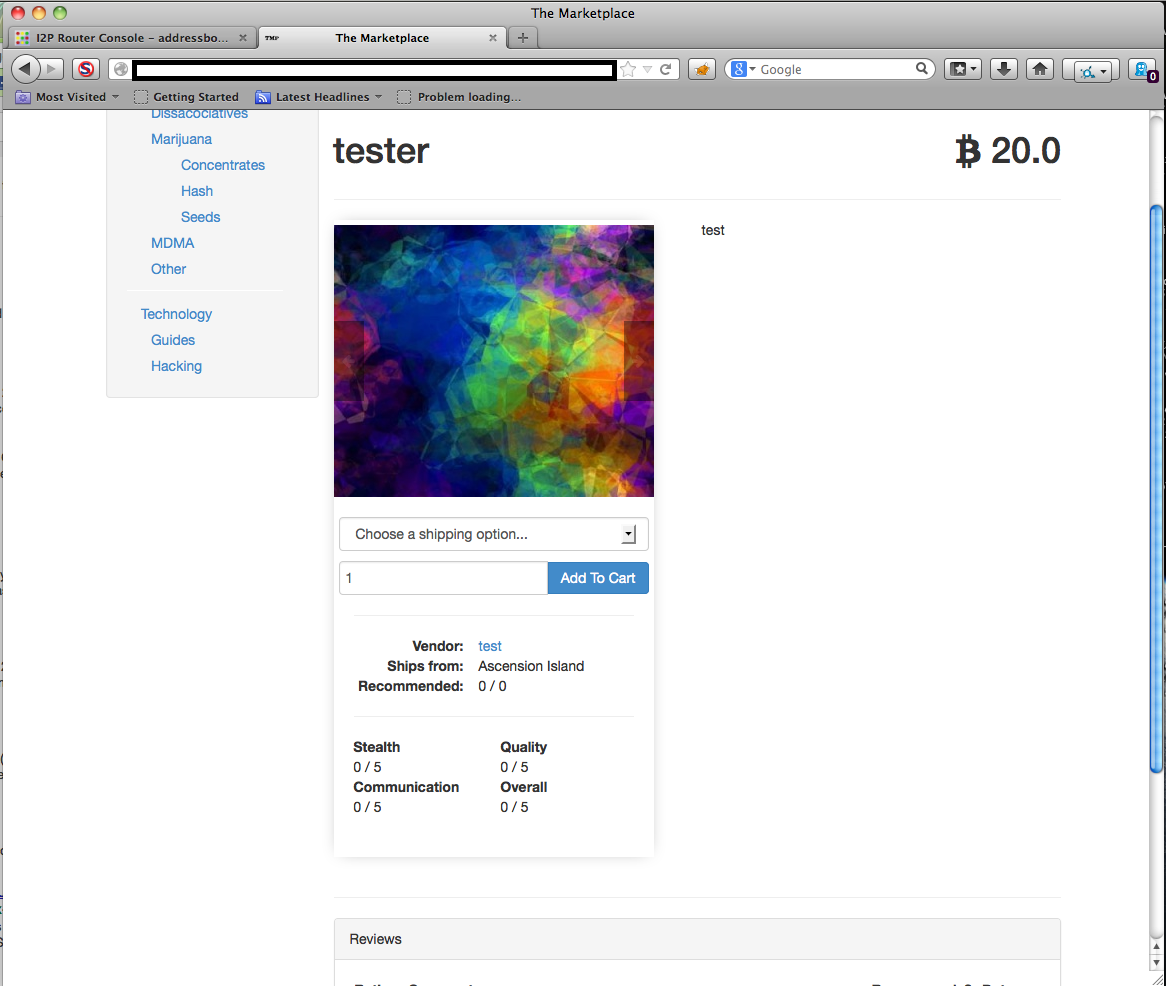 The Marketplace
I2P Router Console – addressbo...
TMP The Marketplace
Google
0
Most Visited Getting Started Latest Headlines Problem loading...
Dissacociatives
Marijuana
Concentrates
Hash
Seeds
MDMA
Other
Technology
Guides
Hacking
tester
₿ 20.0
test
Choose a shipping option...
1
Add To Cart
Vendor: test
Ships from: Ascension Island
Recommended: 0 / 0
Stealth Quality
0 / 5 0 / 5
Communication Overall
0 / 5 0 / 5
Reviews